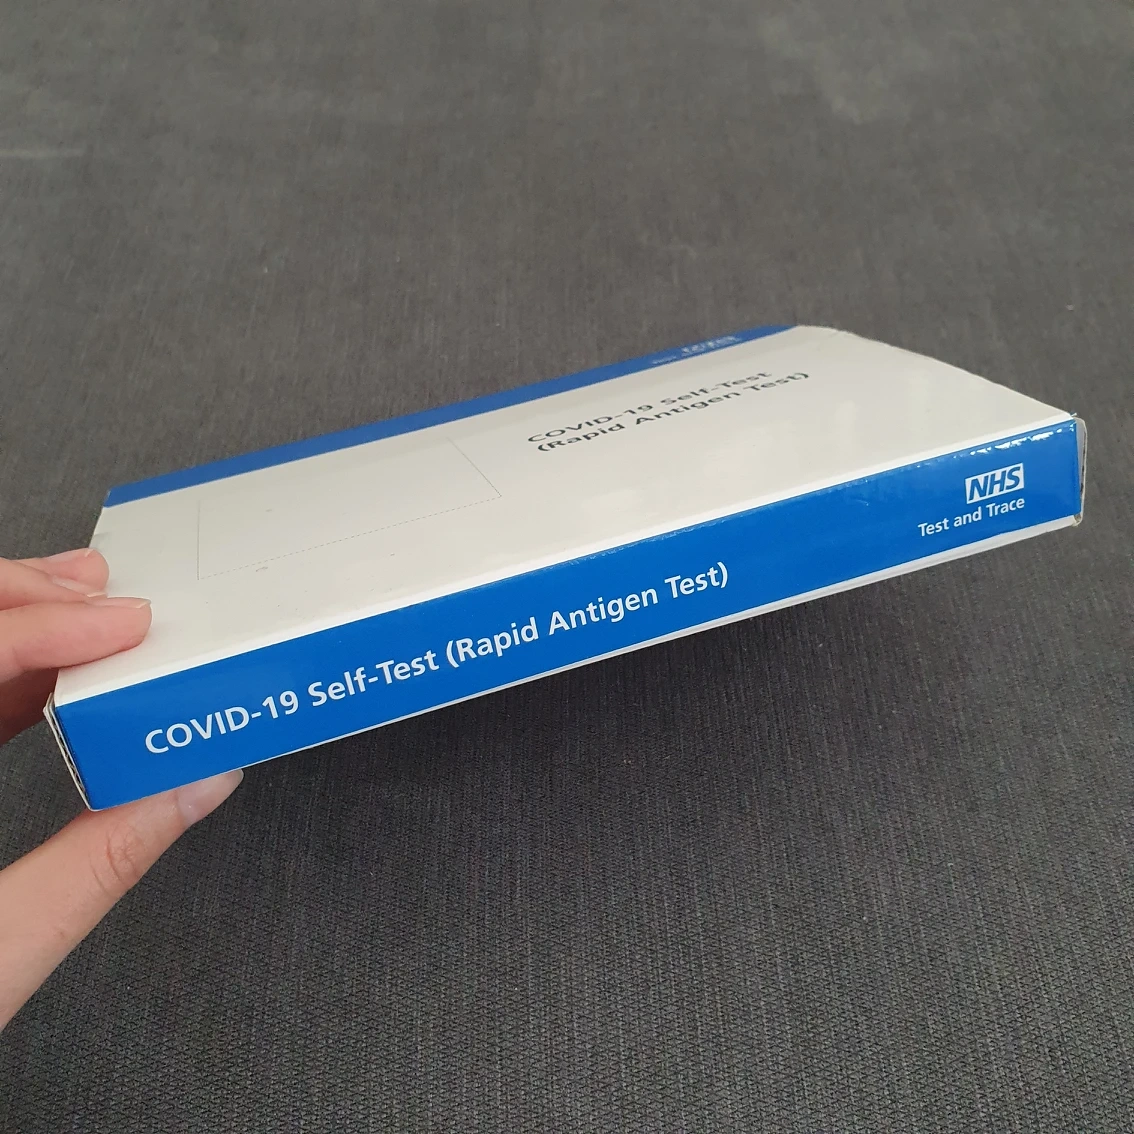 COVID-19 Self-Test
(Rapid Antigen Test)
NHS
Test and Trace
COVID-19 Self-Test (Rapid Antigen Test)